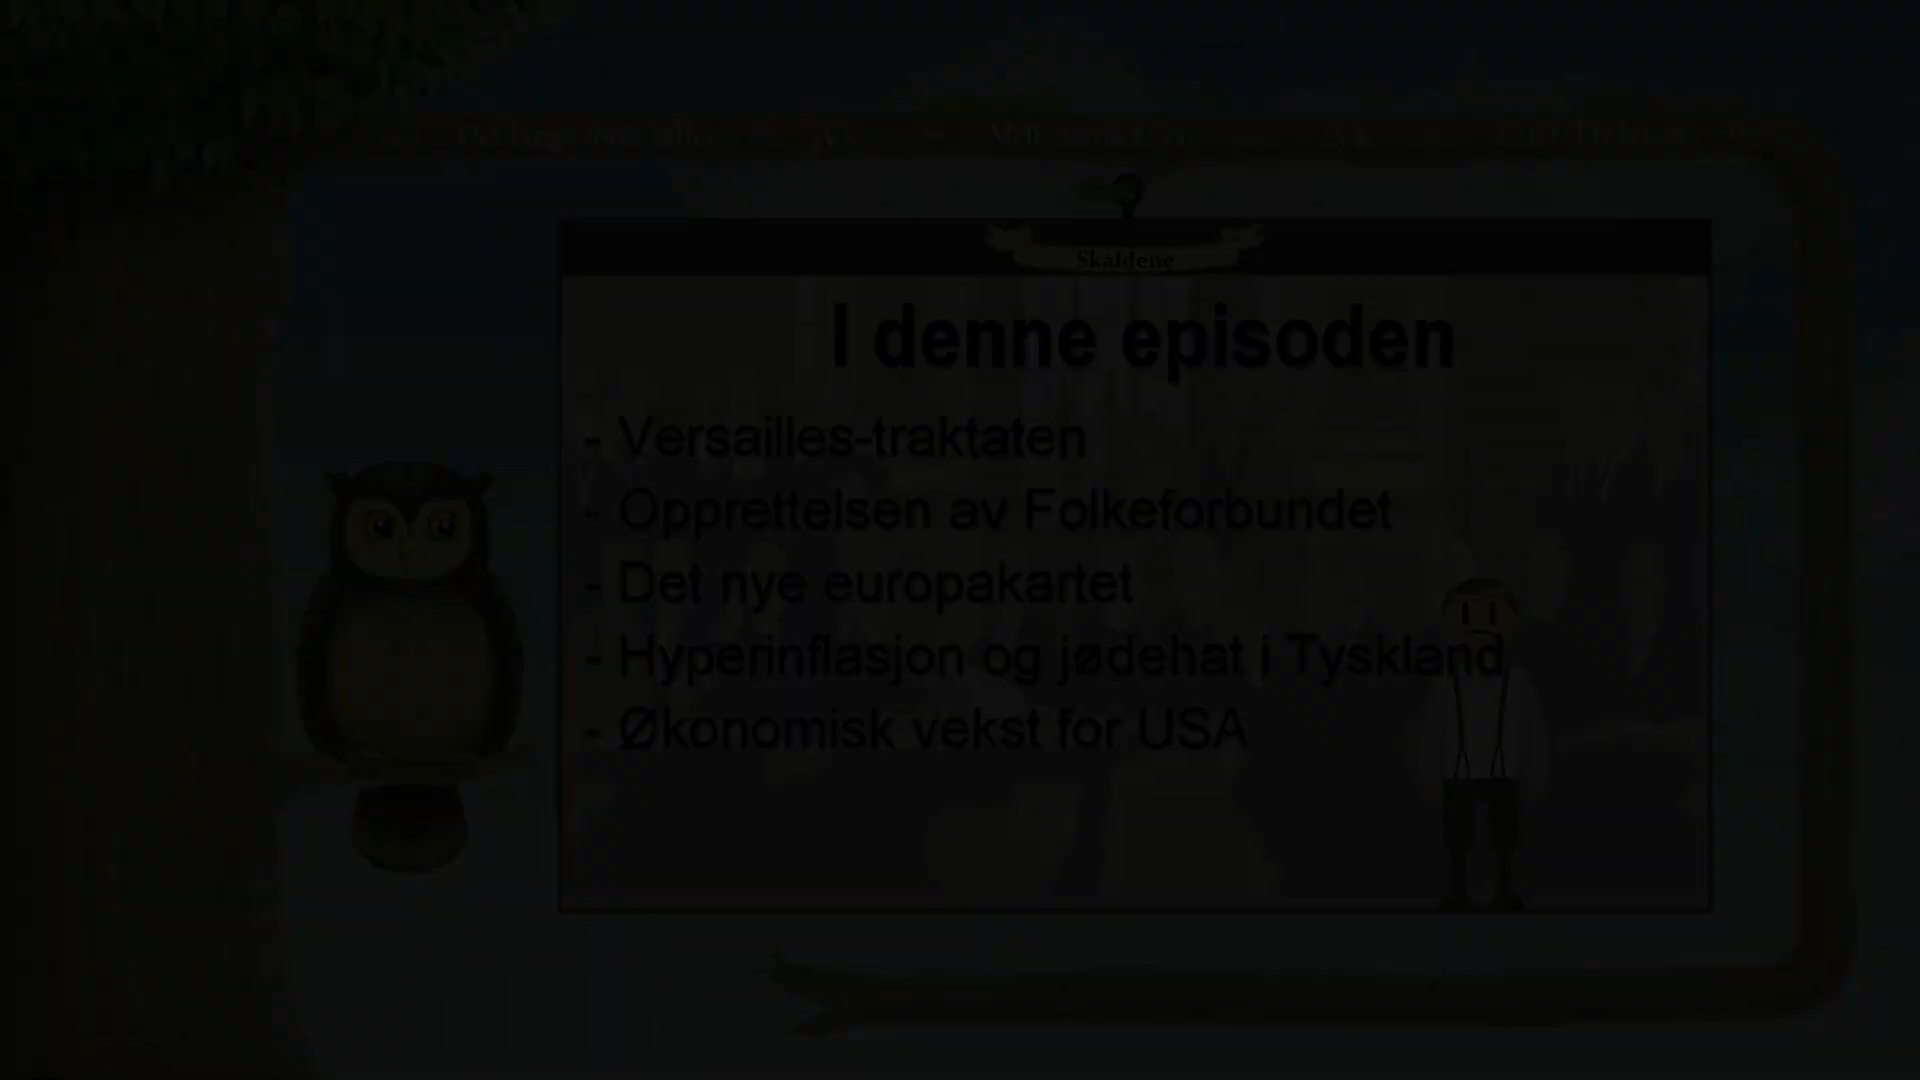 Skaldene
I denne episoden
- Versailles-traktaten
- Opprettelsen av Folkeforbundet
- Det nye europakartet
- Hyperinflasjon og jødehat i Tyskland
- Økonomisk vekst for USA